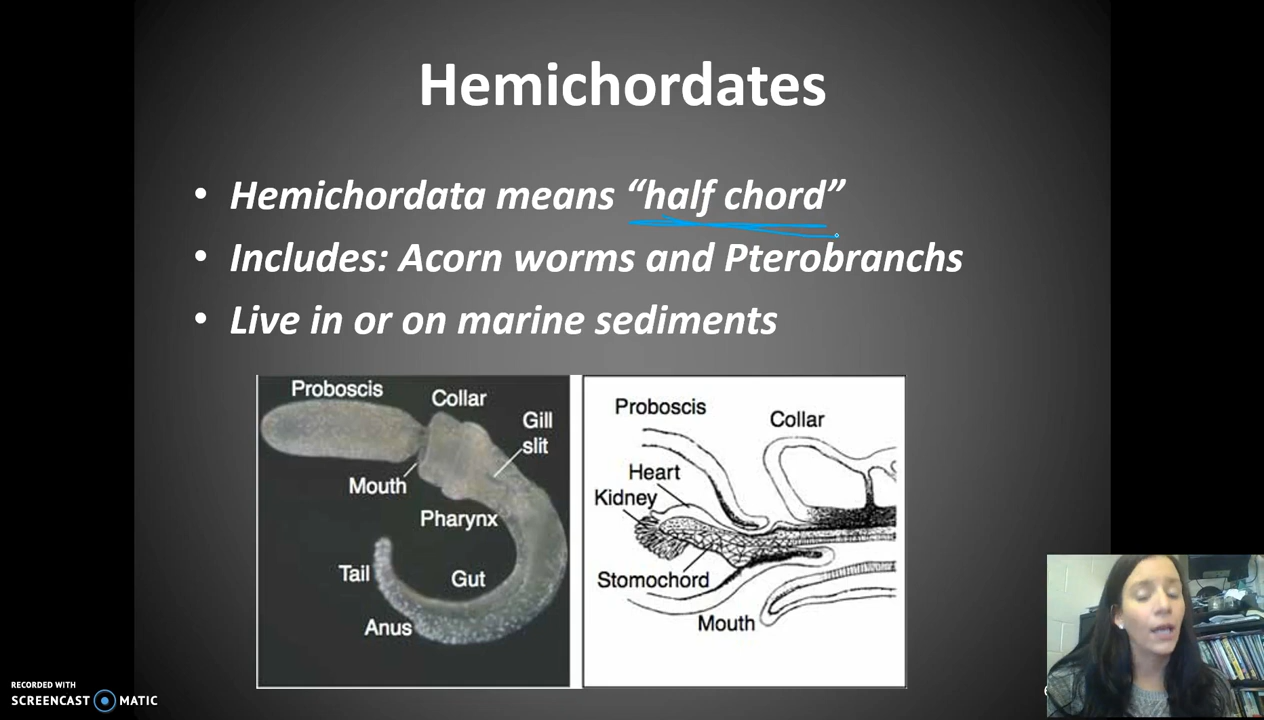 Hemichordates
• Hemichordata means “half chord”
• Includes: Acorn worms and Pterobranchs
• Live in or on marine sediments
Proboscis
Collar
Gill
slit
Mouth
Pharynx
Tail
Gut
Anus
Proboscis
Collar
Heart
Kidney
Stomochord
Mouth
RECORDED WITH
SCREENCAST MATIC